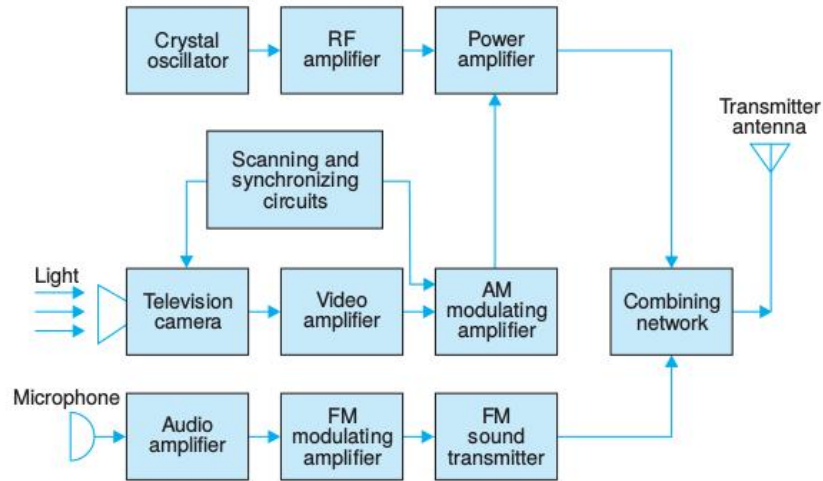 Crystal
oscillator
RF
amplifier
Power
amplifier
Transmitter
antenna
Scanning and
synchronizing
circuits
Light
Television
camera
Video
amplifier
AM
modulating
amplifier
Combining
network
Microphone
Audio
amplifier
FM
modulating
amplifier
FM
sound
transmitter